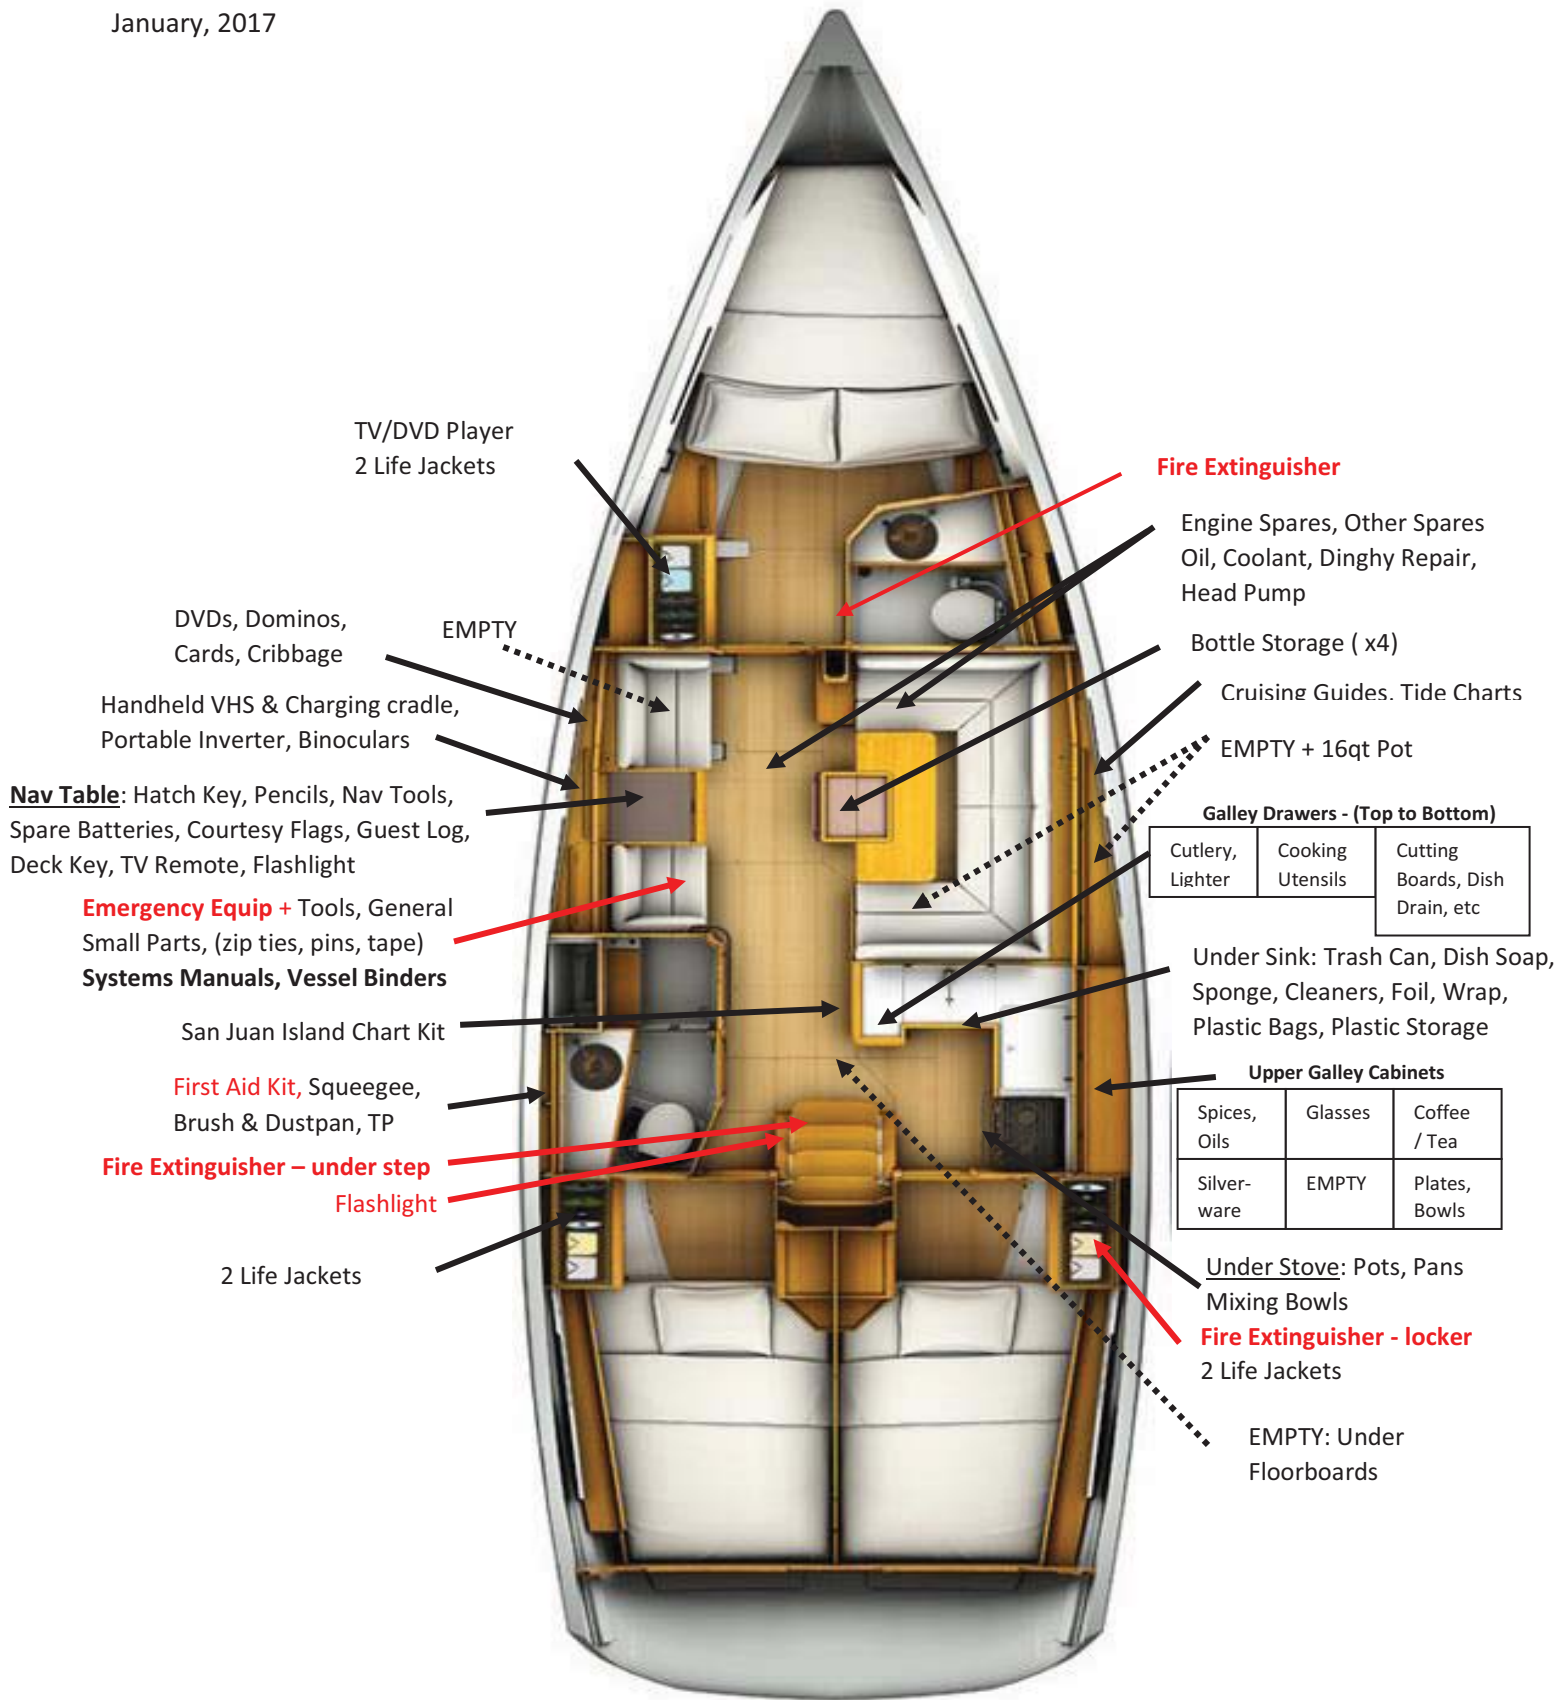 January, 2017
TV/DVD Player
2 Life Jackets
DVDs, Dominos,
Cards, Cribbage
EMPTY
Handheld VHS & Charging cradle,
Portable Inverter, Binoculars
Nav Table: Hatch Key, Pencils, Nav Tools,
Spare Batteries, Courtesy Flags, Guest Log,
Deck Key, TV Remote, Flashlight
Emergency Equip + Tools, General
Small Parts, (zip ties, pins, tape)
Systems Manuals, Vessel Binders
San Juan Island Chart Kit
First Aid Kit, Squeegee,
Brush & Dustpan, TP
Fire Extinguisher – under step
Flashlight
2 Life Jackets
Fire Extinguisher
Engine Spares, Other Spares
Oil, Coolant, Dinghy Repair,
Head Pump
Bottle Storage ( x4)
Cruising Guides, Tide Charts
EMPTY + 16qt Pot
Galley Drawers - (Top to Bottom)
Cutlery,
Lighter
Cooking
Utensils
Cutting
Boards, Dish
Drain, etc
Under Sink: Trash Can, Dish Soap,
Sponge, Cleaners, Foil, Wrap,
Plastic Bags, Plastic Storage
Upper Galley Cabinets
Spices,
Oils
Glasses
Coffee
/ Tea
Silver-
ware
EMPTY
Plates,
Bowls
Under Stove: Pots, Pans
Mixing Bowls
Fire Extinguisher - locker
2 Life Jackets
EMPTY: Under
Floorboards